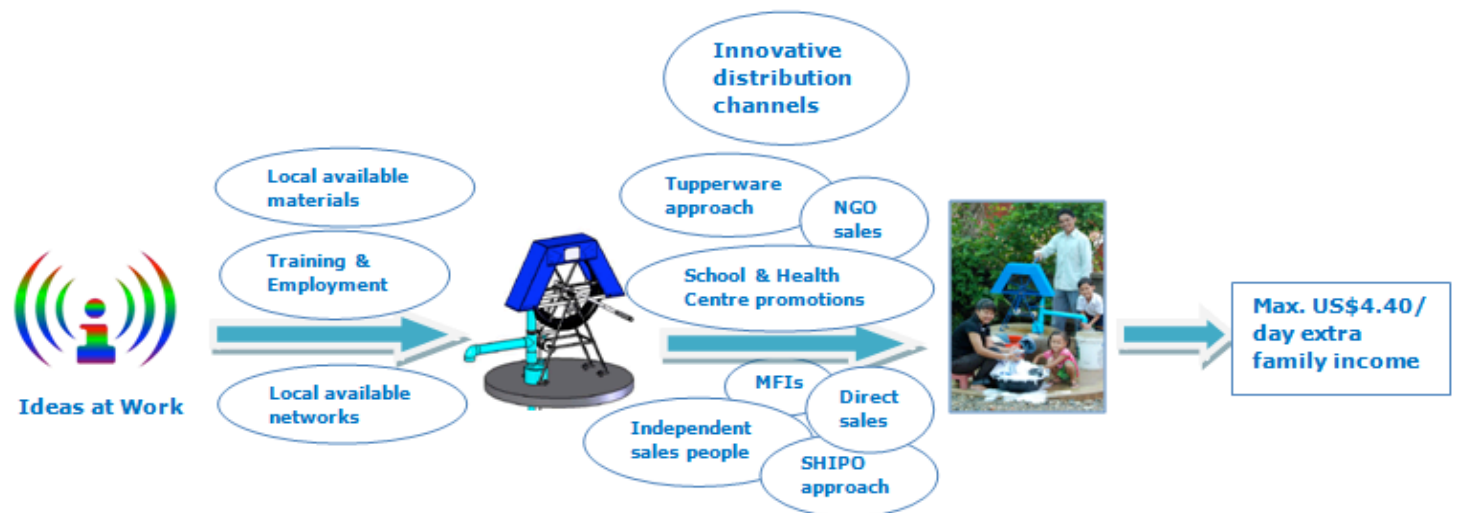 Innovative
distribution
channels
Local available
materials
Tupperware
approach
NGO
sales
Training &
Employment
School & Health
Centre promotions
Max. US$4.40/
day extra
family income
Ideas at Work
Local available
networks
MFIs
Direct
sales
Independent
sales people
SHIPO
approach